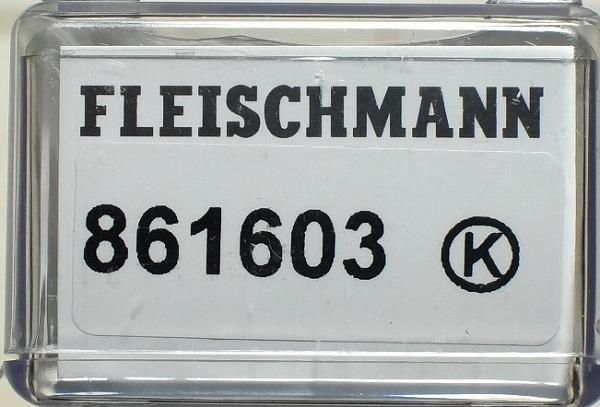 FLEISCHMANN
861603 Ⓚ